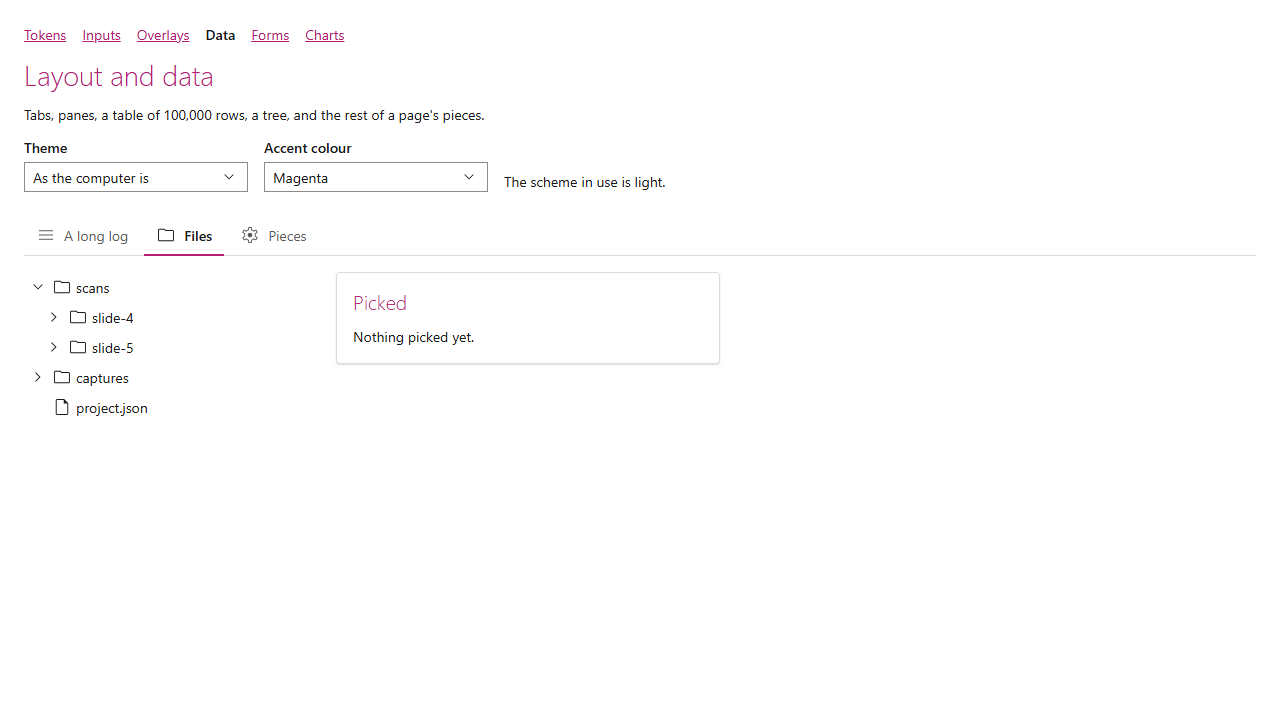 Tokens Inputs Overlays Data Forms Charts
Layout and data
Tabs, panes, a table of 100,000 rows, a tree, and the rest of a page's pieces.
Theme Accent colour
As the computer is Magenta The scheme in use is light.
A long log Files Pieces
scans
slide-4
slide-5
captures
project.json
Picked
Nothing picked yet.